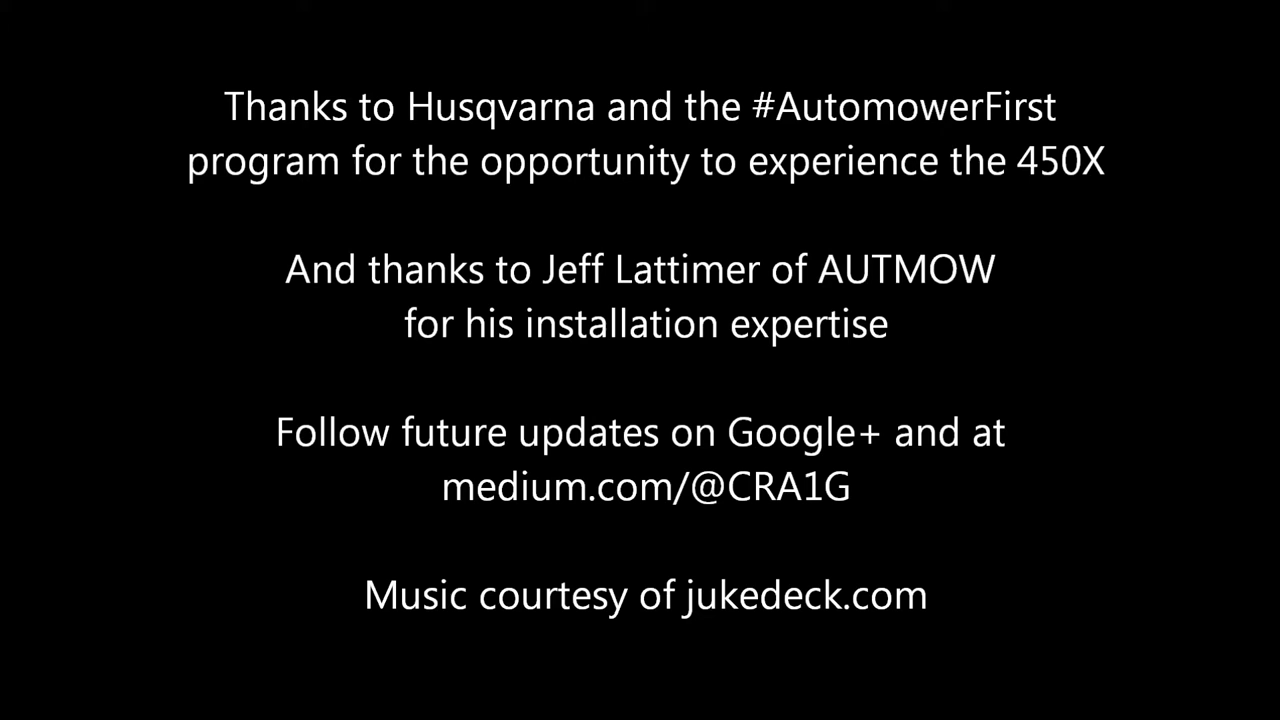 Thanks to Husqvarna and the #AutomowerFirst
program for the opportunity to experience the 450X
And thanks to Jeff Lattimer of AUTMOW
for his installation expertise
Follow future updates on Google+ and at
medium.com/@CRA1G
Music courtesy of jukedeck.com